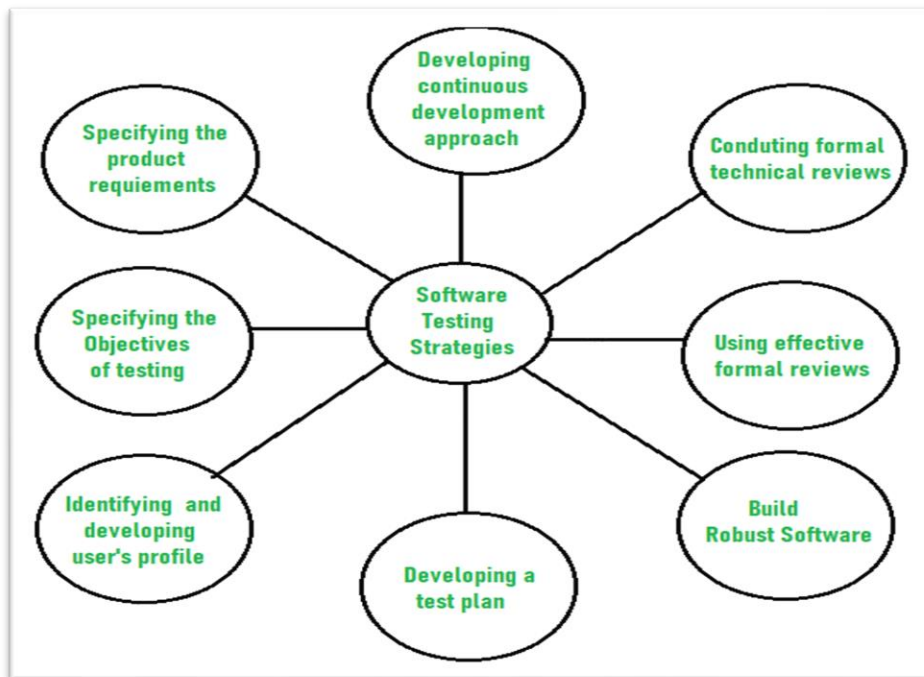 Developing
continuous
development
approach
Specifying the
product
requiements
Conduting formal
technical reviews
Software
Testing
Strategies
Specifying the
Objectives
of testing
Using effective
formal reviews
Identifying and
developing
user's profile
Build
Robust Software
Developing a
test plan